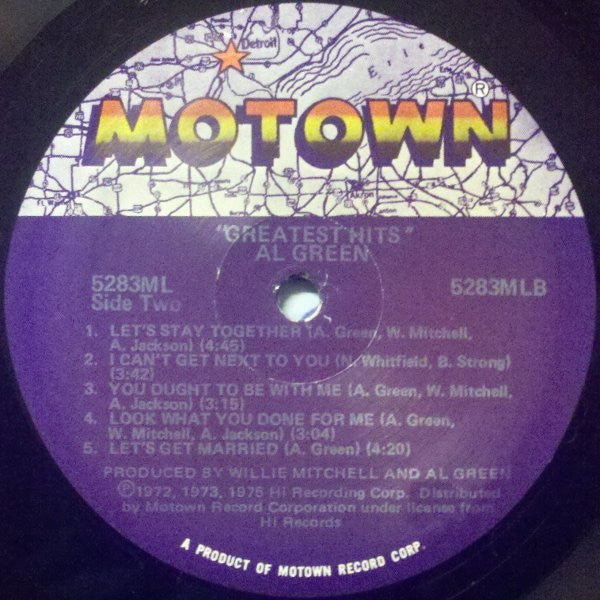 Detroit
Erie
MOTOWN®
Akron
"GREATEST HITS"
AL GREEN
5283ML
5283MLB
Side Two
1. LET'S STAY TOGETHER (A. Green, W. Mitchell,
A. Jackson) (4:45)
2. I CAN'T GET NEXT TO YOU (N. Whitfield, B. Strong)
(3:42)
3. YOU OUGHT TO BE WITH ME (A. Green, W. Mitchell,
A. Jackson) (3:15)
4. LOOK WHAT YOU DONE FOR ME (A. Green,
W. Mitchell, A. Jackson) (3:04)
5. LET'S GET MARRIED (A. Green) (4:20)
PRODUCED BY WILLIE MITCHELL AND AL GREEN
℗1972, 1973, 1975 Hi Recording Corp. Distributed
by Motown Record Corporation under license from
Hi Records
A PRODUCT OF MOTOWN RECORD CORP.